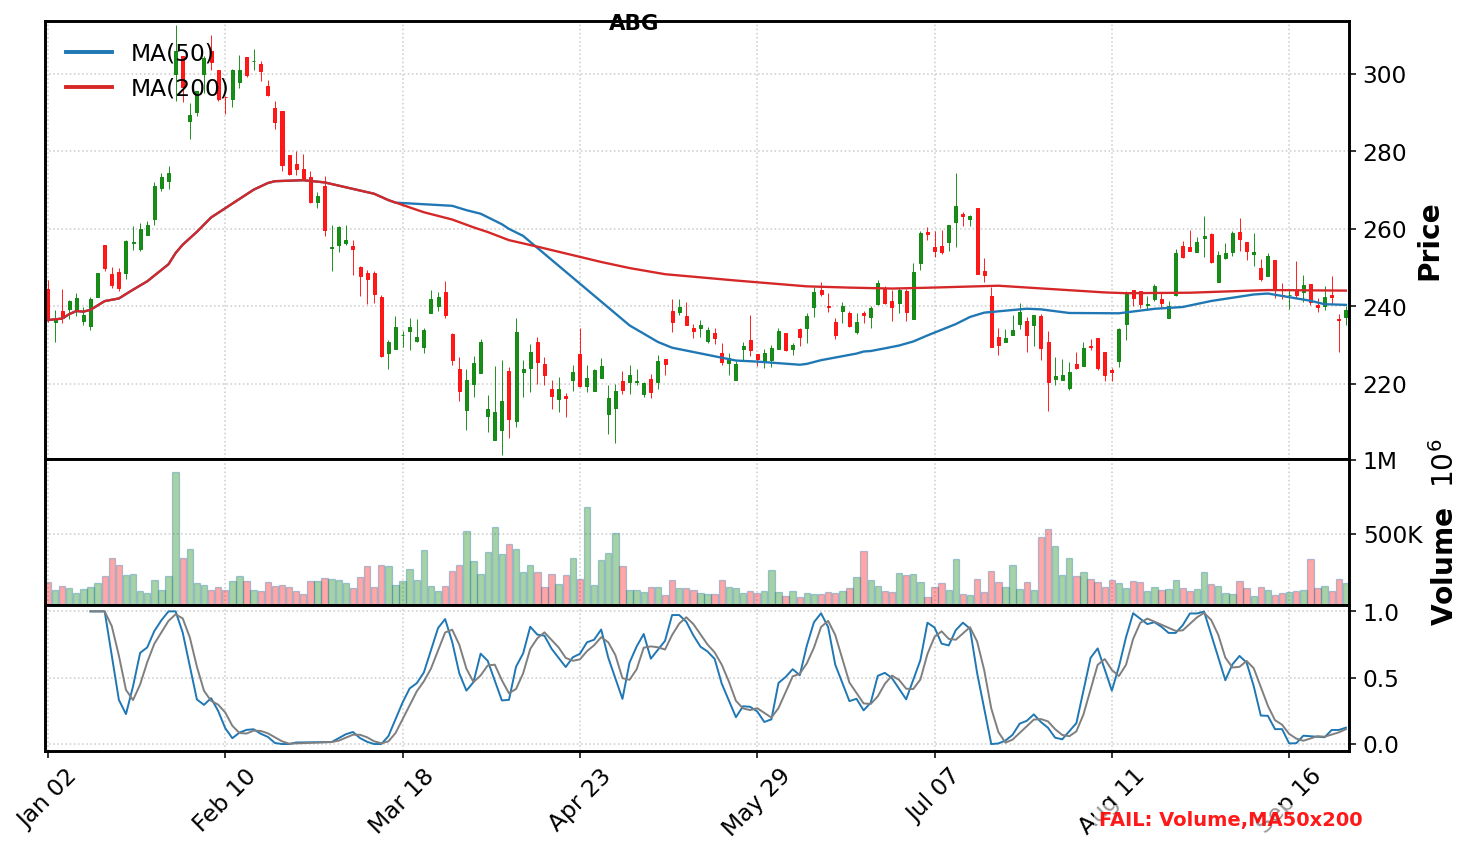 ABG
MA(50)
MA(200)
300
280
260
240
220
Price
1M
500K
Volume 10^6
1.0
0.5
0.0
Jan 02
Feb 10
Mar 18
Apr 23
May 29
Jul 07
Aug 11
Sep 16
FAIL: Volume,MA50x200